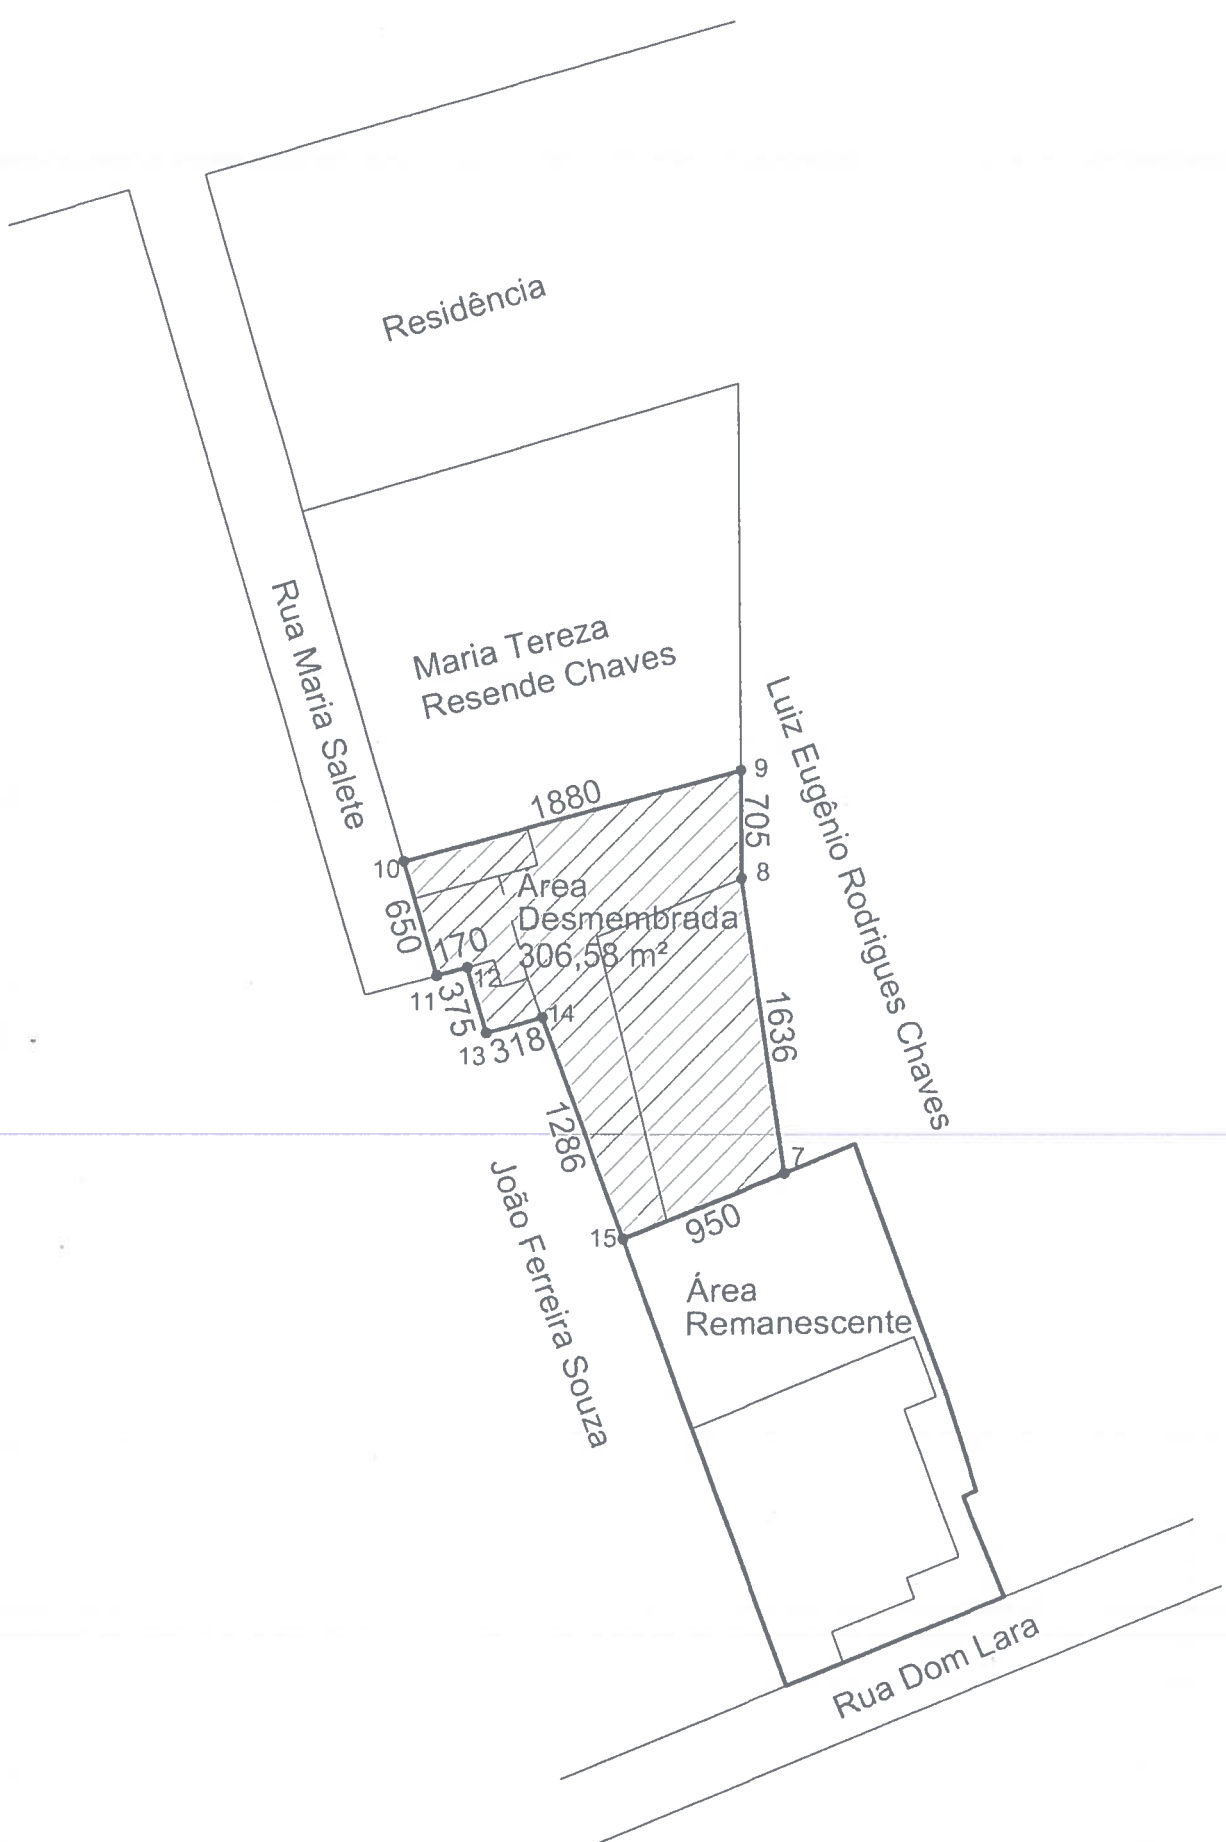 Residência
Rua Maria Salete
Maria Tereza
Resende Chaves
Luiz Eugênio Rodrigues Chaves
9
1880
705
10
8
Área
Desmembrada
306,58 m²
650
170
12
11
375
14
13
318
1636
1286
7
João Ferreira Souza
950
15
Área
Remanescente
Rua Dom Lara